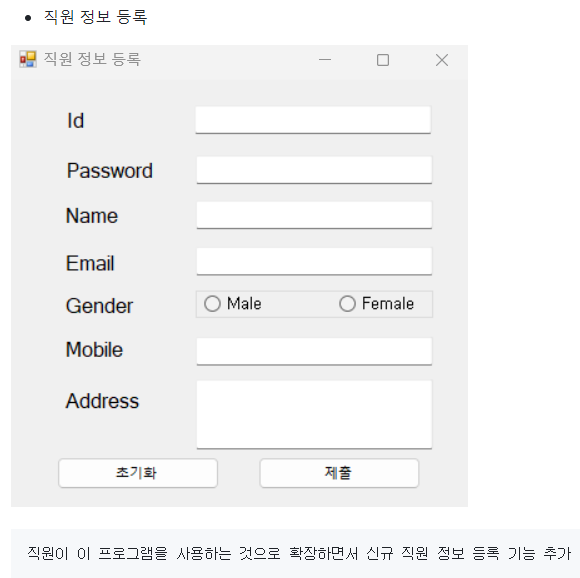 직원 정보 등록
직원 정보 등록
Id
Password
Name
Email
Gender Male Female
Mobile
Address
초기화 제출
직원이 이 프로그램을 사용하는 것으로 확장하면서 신규 직원 정보 등록 기능 추가